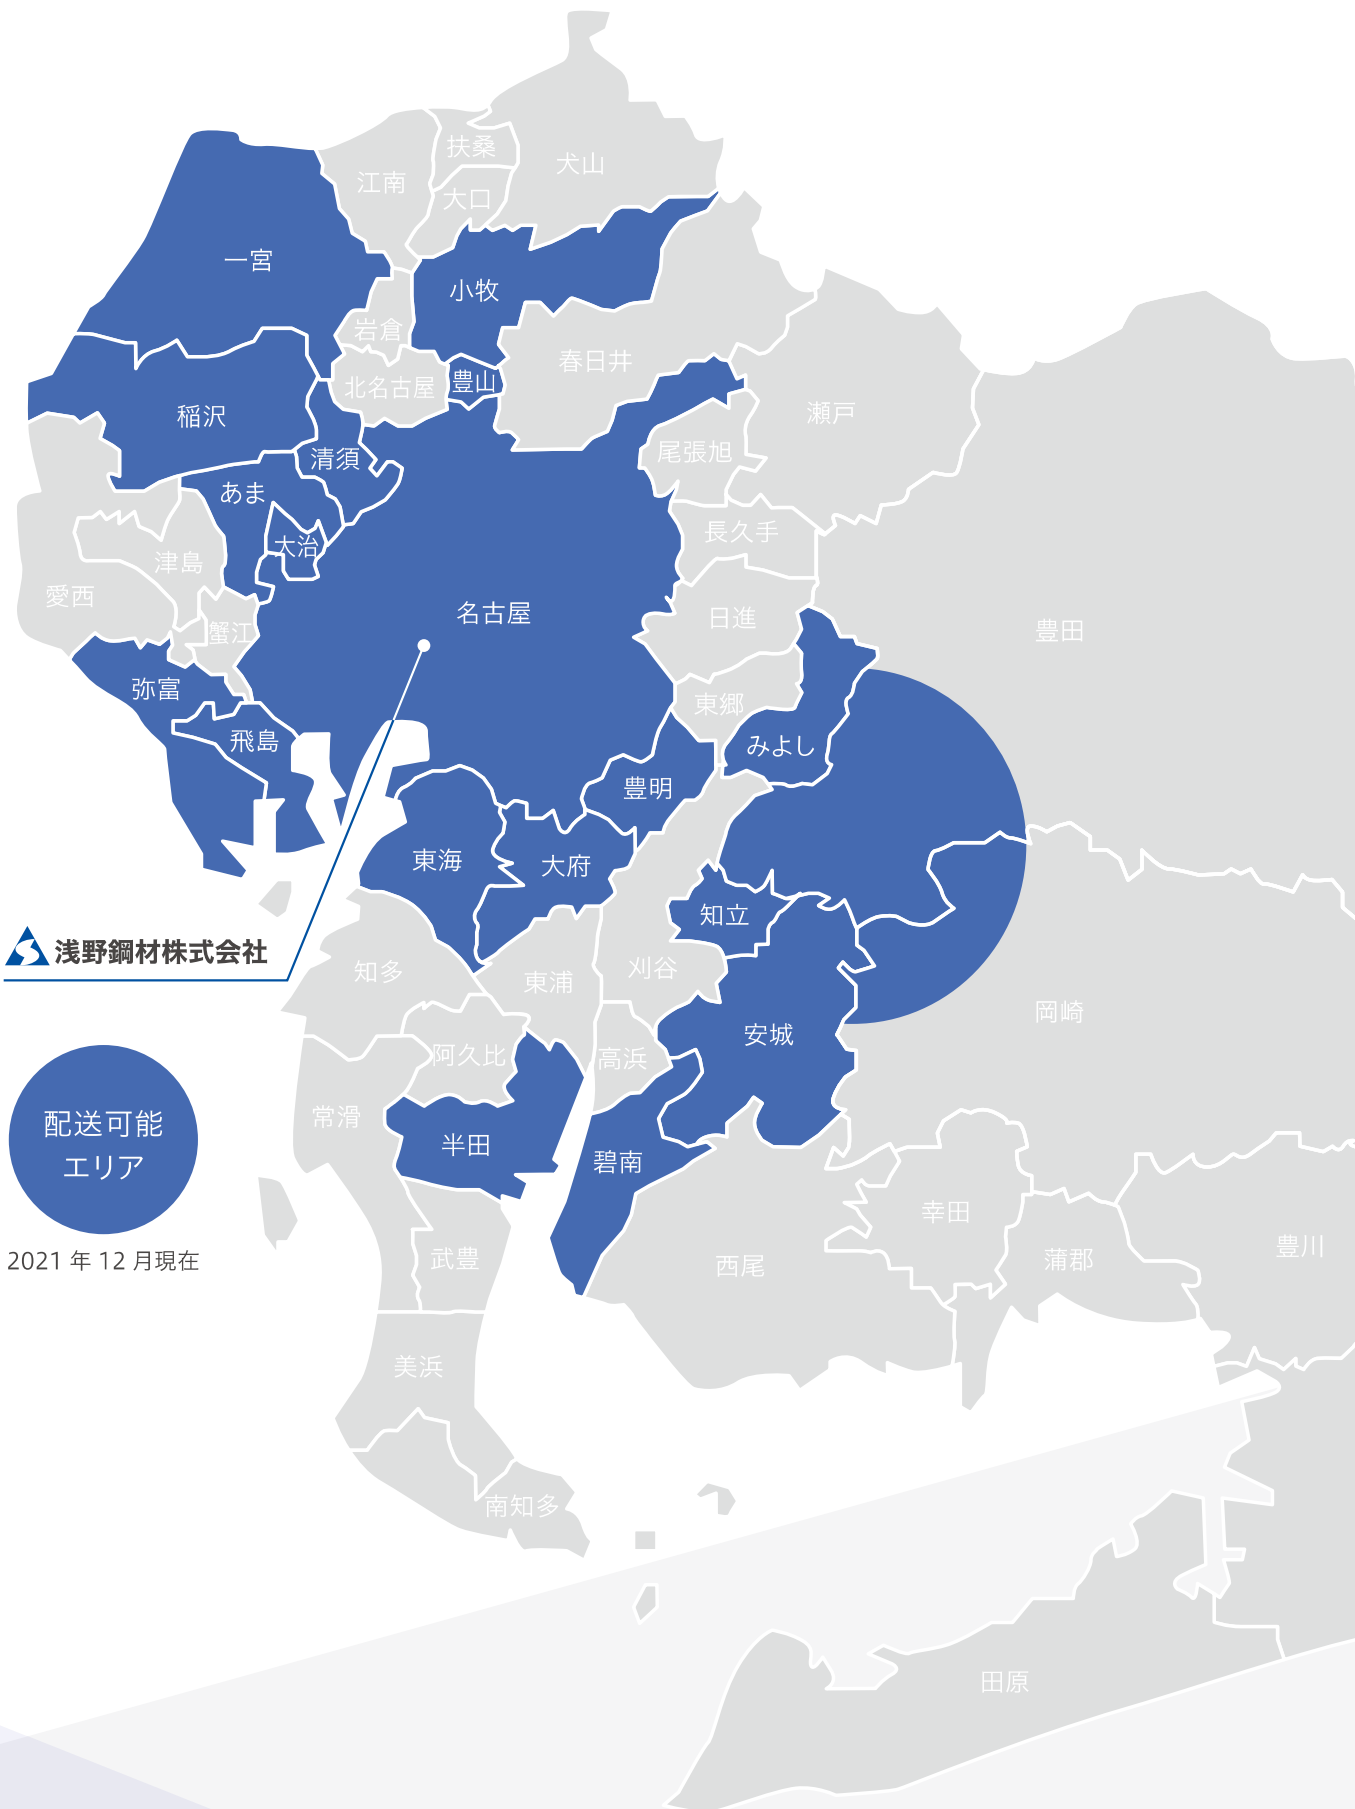 扶桑
犬山
江南
大口
一宮
小牧
岩倉
春日井
豊山
北名古屋
稲沢
瀬戸
清須
尾張旭
あま
長久手
大治
津島
愛西
名古屋
日進
蟹江
豊田
弥富
東郷
飛島
みよし
豊明
東海
大府
知立
浅野鋼材株式会社
知多
東浦
刈谷
岡崎
安城
阿久比
高浜
配送可能
エリア
常滑
半田
碧南
幸田
2021 年 12 月現在
武豊
西尾
蒲郡
豊川
美浜
南知多
田原